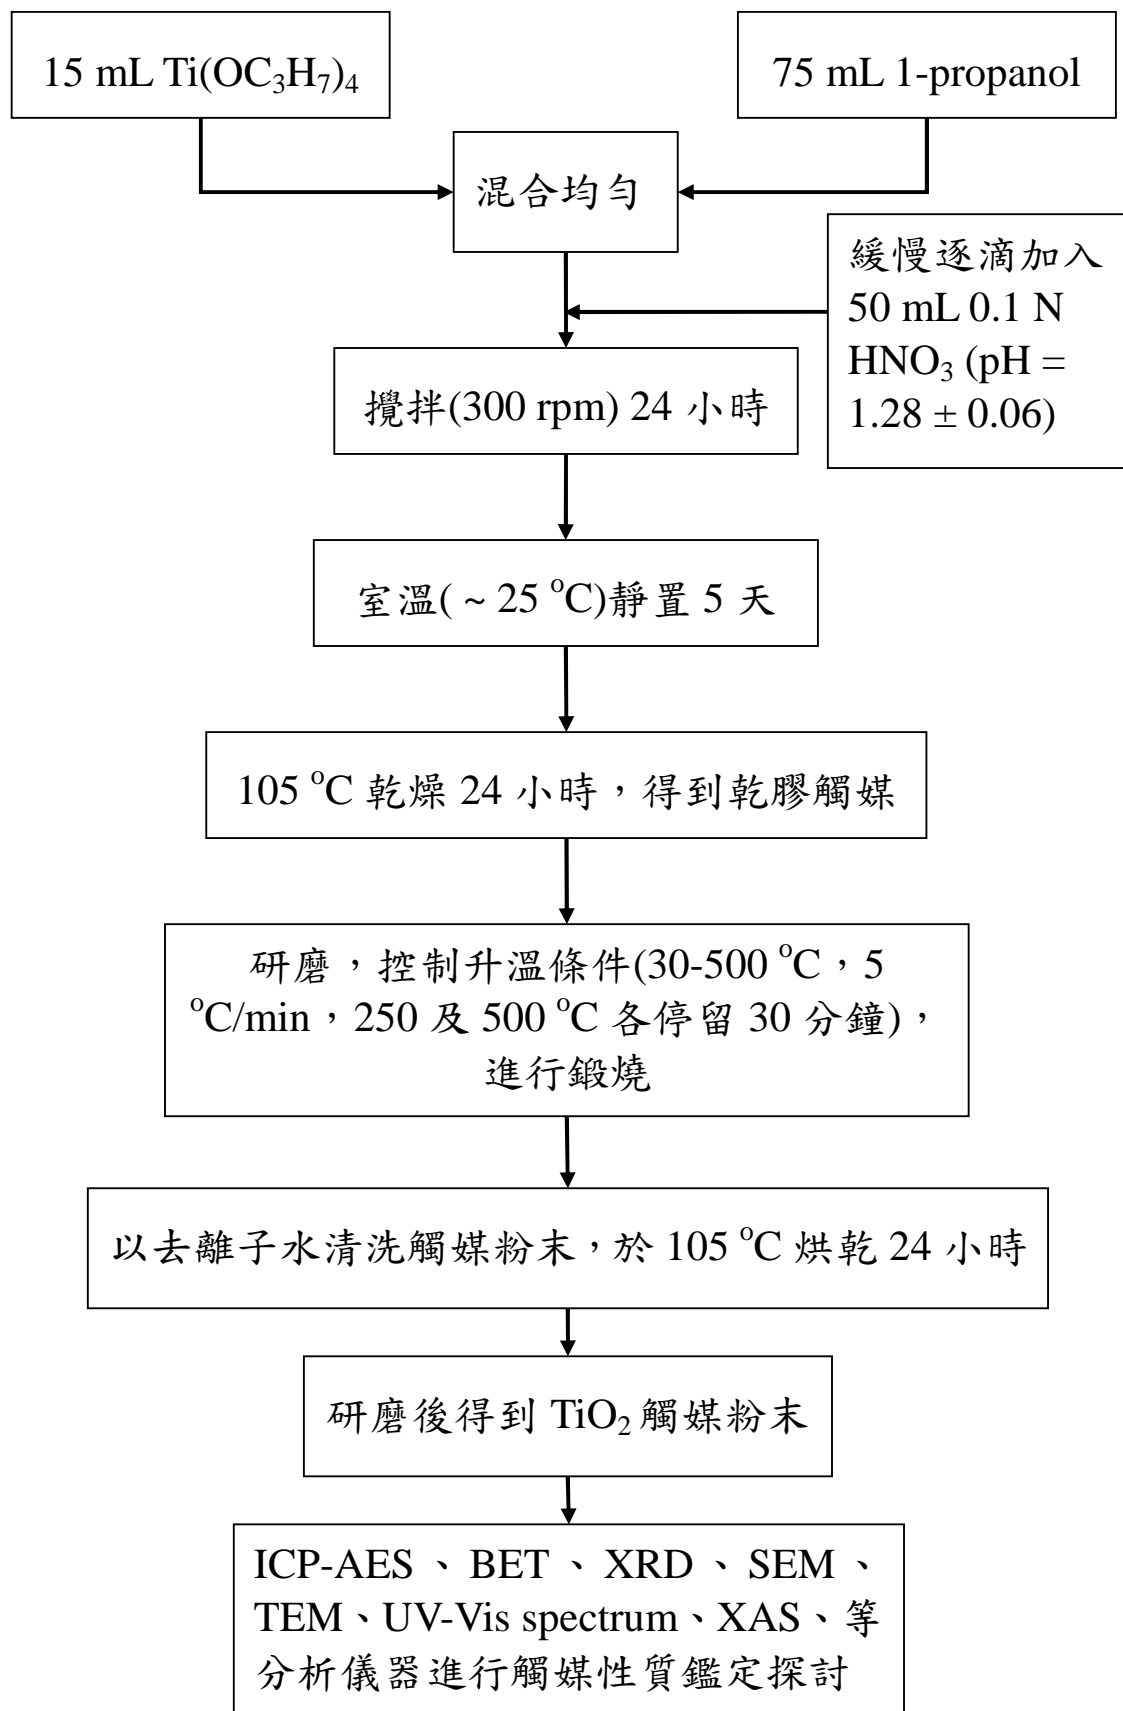 15 mL Ti(OC₃H₇)₄
75 mL 1-propanol
混合均勻
緩慢逐滴加入
50 mL 0.1 N
HNO₃ (pH =
1.28 ± 0.06)
攪拌(300 rpm) 24 小時
室溫( ~ 25 °C)靜置 5 天
105 °C 乾燥 24 小時，得到乾膠觸媒
研磨，控制升溫條件(30-500 °C，5
°C/min，250 及 500 °C 各停留 30 分鐘)，
進行鍛燒
以去離子水清洗觸媒粉末，於 105 °C 烘乾 24 小時
研磨後得到 TiO₂ 觸媒粉末
ICP-AES、BET、XRD、SEM、
TEM、UV-Vis spectrum、XAS、等
分析儀器進行觸媒性質鑑定探討